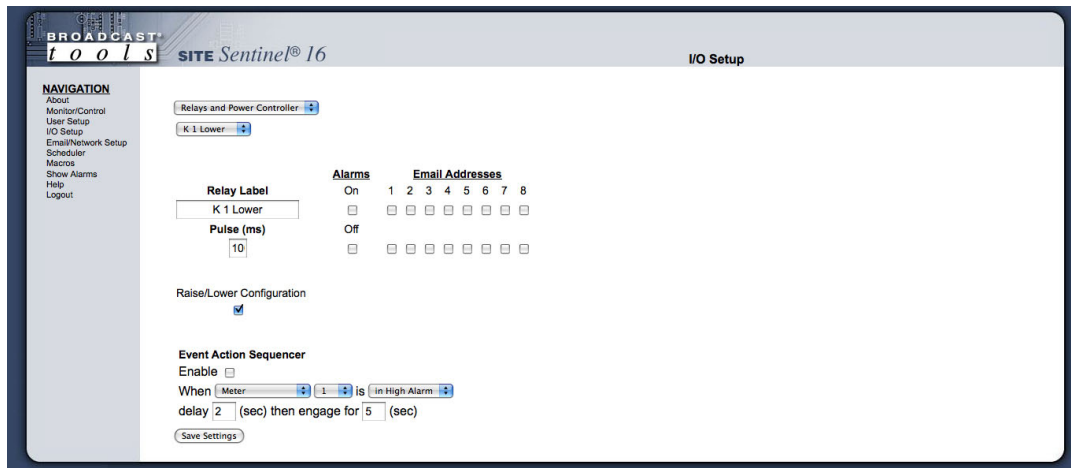 BROADCAST®
tools
SITE Sentinel® 16
I/O Setup
NAVIGATION
About
Monitor/Control
User Setup
I/O Setup
Email/Network Setup
Scheduler
Macros
Show Alarms
Help
Logout
Relays and Power Controller
K 1 Lower
Alarms Email Addresses
Relay Label On 1 2 3 4 5 6 7 8
K 1 Lower
Pulse (ms) Off
10
Raise/Lower Configuration
Event Action Sequencer
Enable
When Meter 1 is in High Alarm
delay 2 (sec) then engage for 5 (sec)
Save Settings